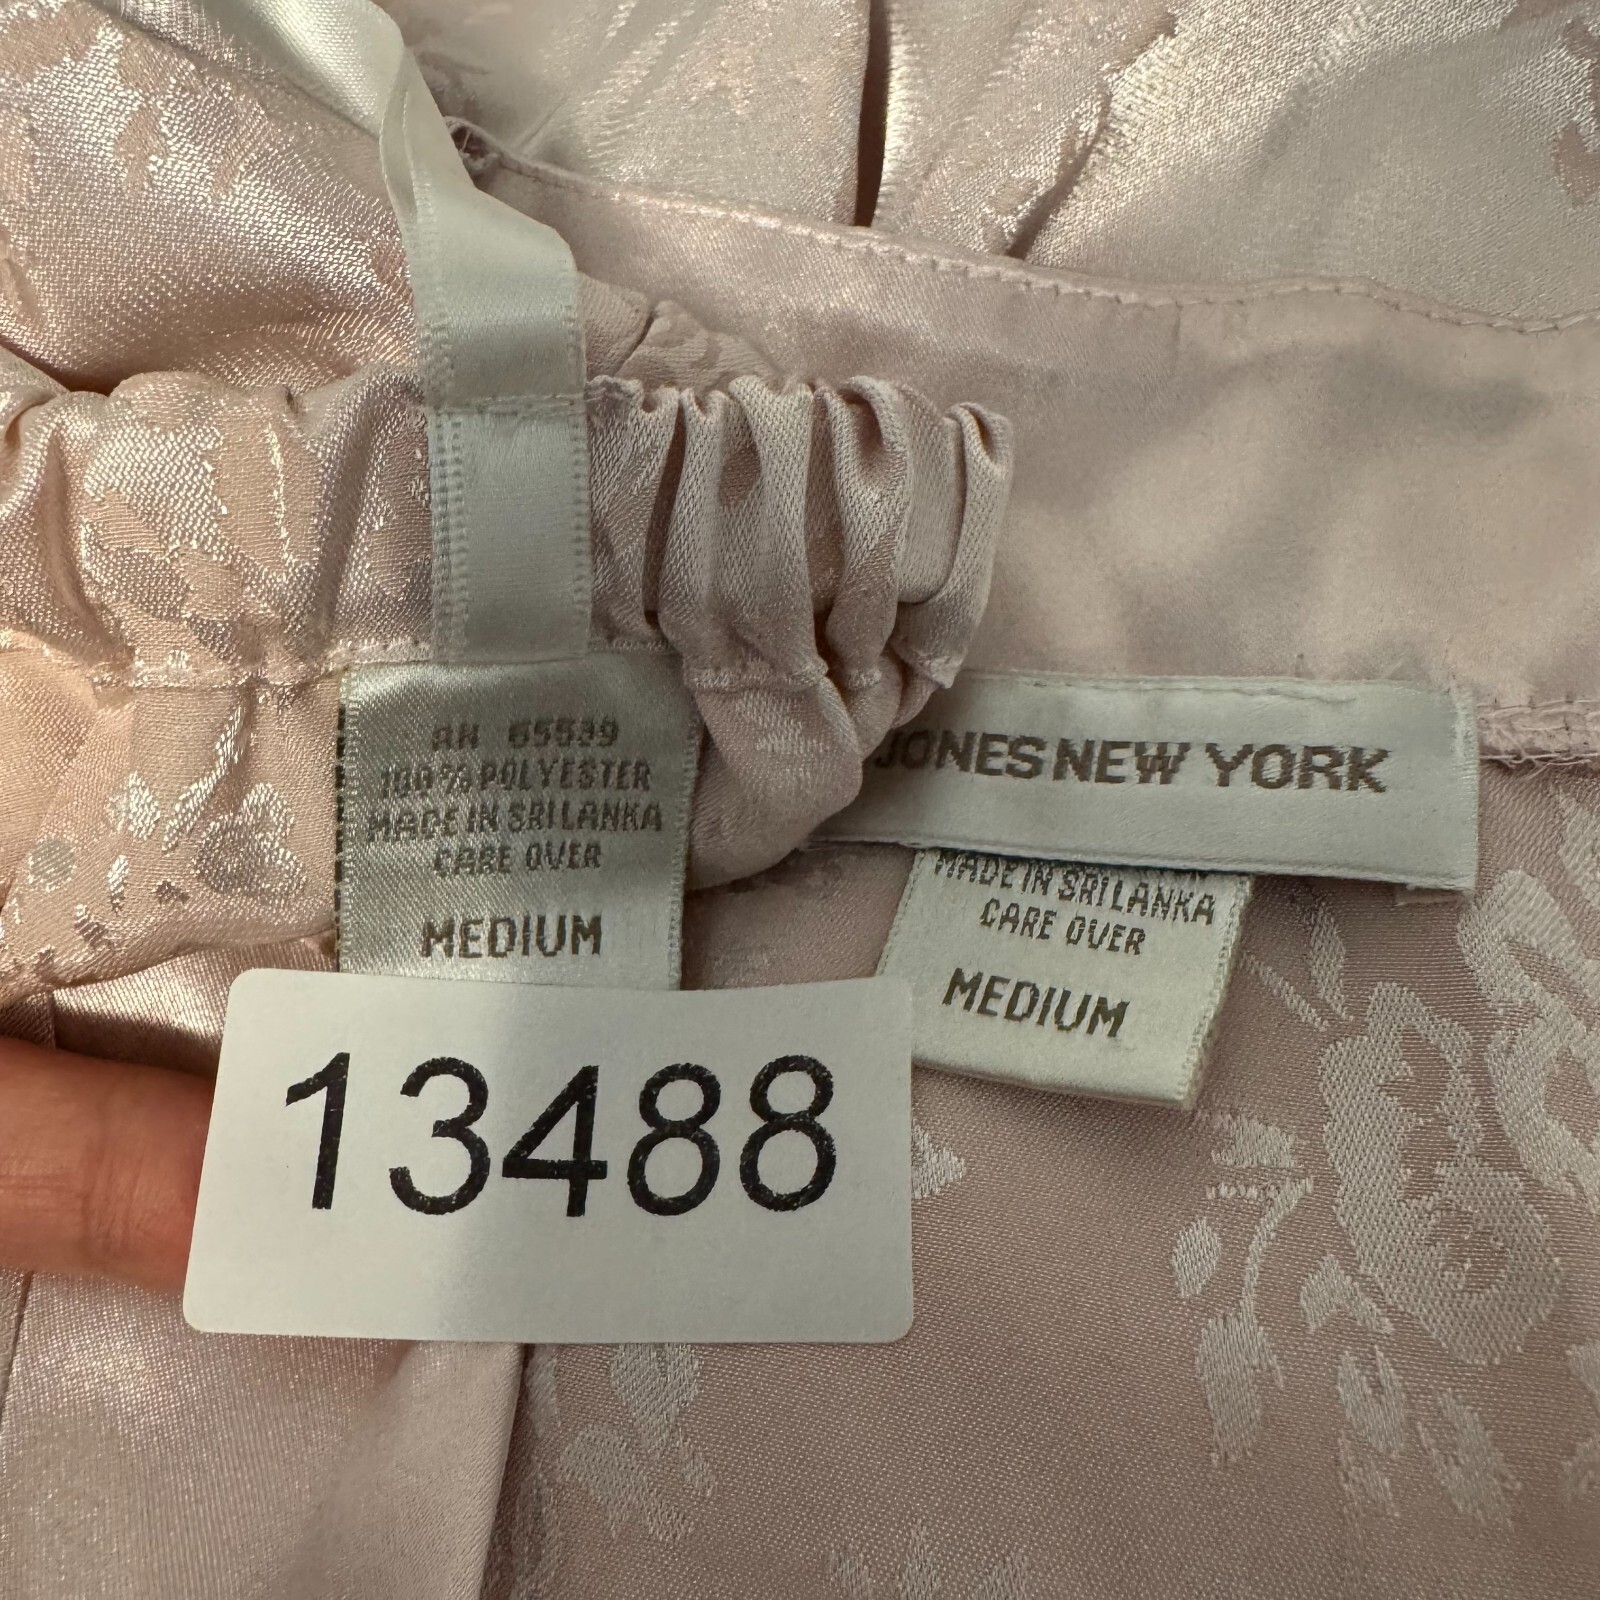 RN 65539
100% POLYESTER
MADE IN SRI LANKA
CARE OVER
MEDIUM
JONES NEW YORK
MADE IN SRI LANKA
CARE OVER
MEDIUM
13488